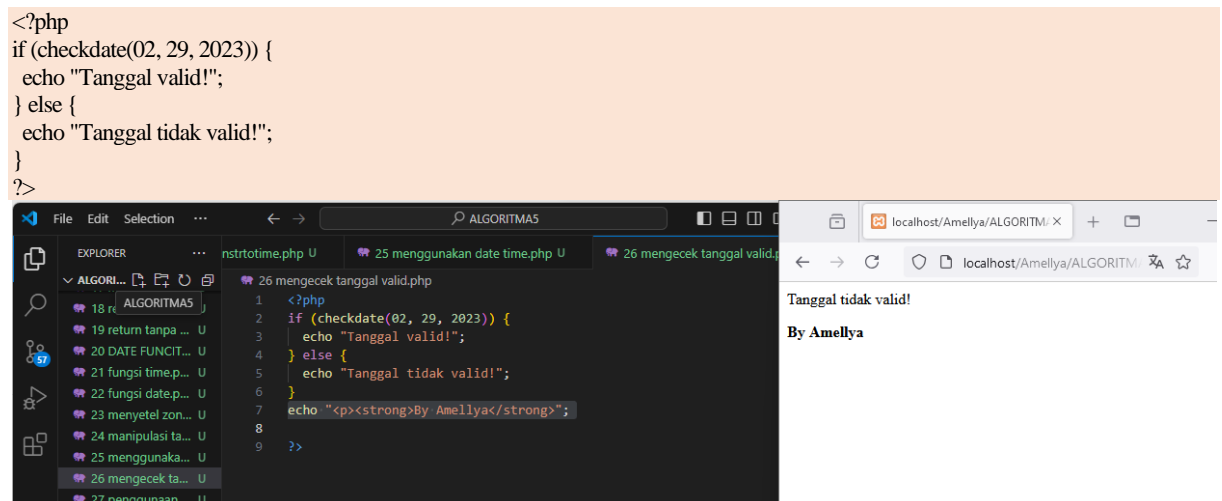 <?php
if (checkdate(02, 29, 2023)) {
echo "Tanggal valid!";
} else {
echo "Tanggal tidak valid!";
}
?>
File Edit Selection ... ALGORITMA5
EXPLORER ...
ALGORI...
ALGORITMA5
18 re U
19 return tanpa ... U
20 DATE FUNCIT... U
21 fungsi time.p... U
22 fungsi date.p... U
23 menyetel zon... U
24 manipulasi ta... U
25 menggunaka... U
26 mengecek ta... U
27 penggunaan U
57
nstrtotime.php U 25 menggunakan date time.php U 26 mengecek tanggal valid.p
26 mengecek tanggal valid.php
1 <?php
2 if (checkdate(02, 29, 2023)) {
3 echo "Tanggal valid!";
4 } else {
5 echo "Tanggal tidak valid!";
6 }
7 echo "<p><strong>By Amellya</strong>";
8
9 ?>
localhost/Amellya/ALGORITM
localhost/Amellya/ALGORITM
Tanggal tidak valid!
By Amellya